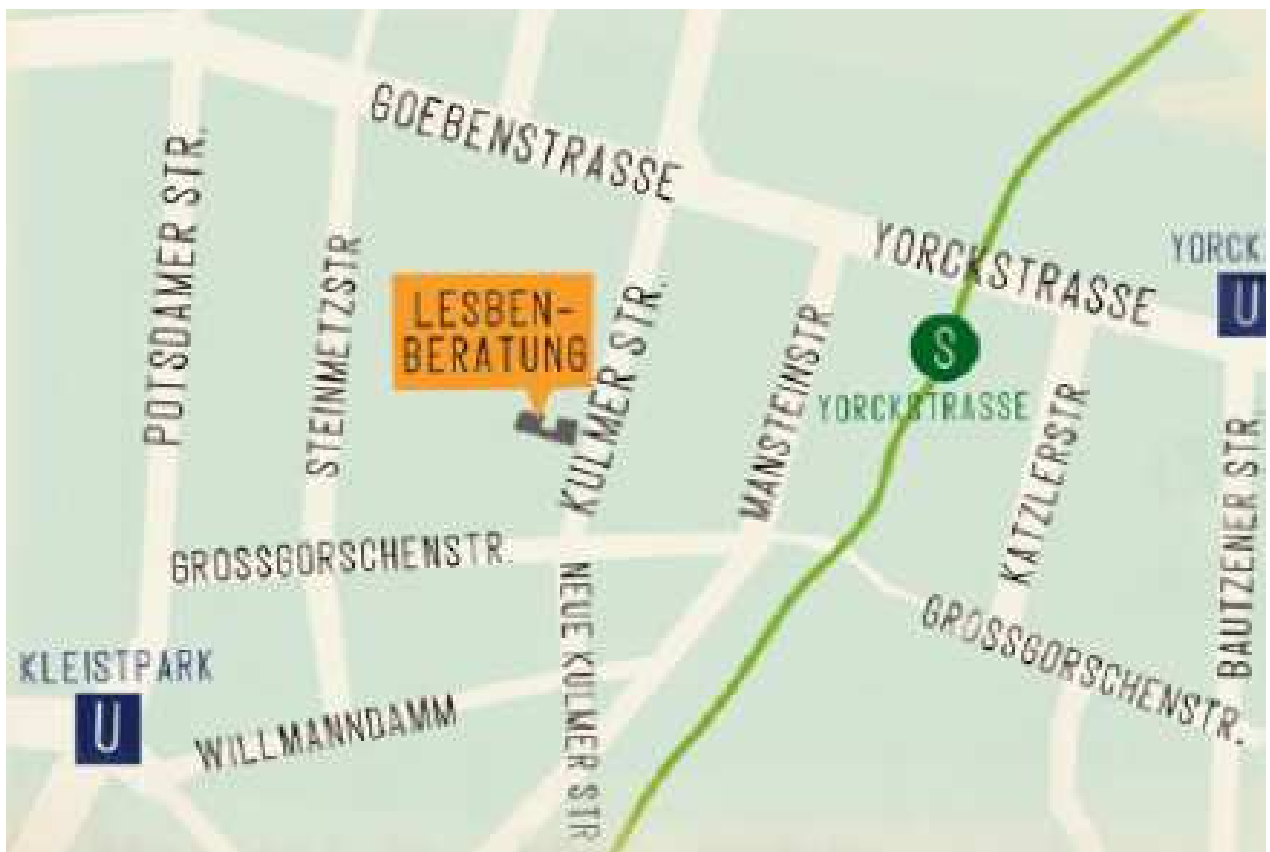 GOEBENSTRASSE
POTSDAMER STR.
STEINMETZSTR
LESBEN-
BERATUNG
KULMER STR.
MANSTEINSTR
YORCKSTRASSE
YORCK
U
S
YORCKSTRASSE
KATZLERSTR
BAUTZENER STR
GROSSGORSCHENSTR.
NEUE KULMER STR
GROSSGORSCHENSTR.
KLEISTPARK
U
WILLMANNDAMM